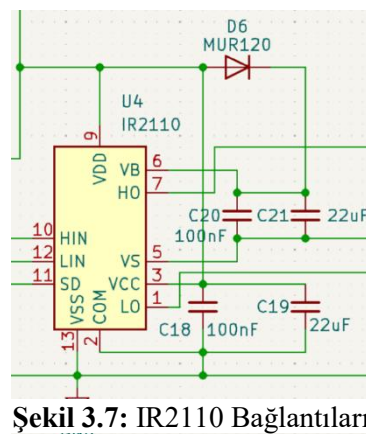 D6
MUR120
U4
IR2110
9
VDD
VB
6
HO
7
C20
C21
22uF
100nF
10
HIN
12
LIN
VS
5
11
SD
VCC
3
LO
1
VSS
COM
C18
100nF
C19
22uF
13
2
Şekil 3.7: IR2110 Bağlantıları